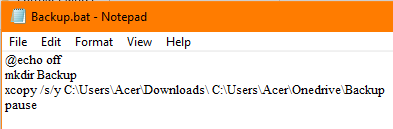 Backup.bat - Notepad
File Edit Format View Help
@echo off
mkdir Backup
xcopy /s/y C:\Users\Acer\Downloads\ C:\Users\Acer\Onedrive\Backup
pause